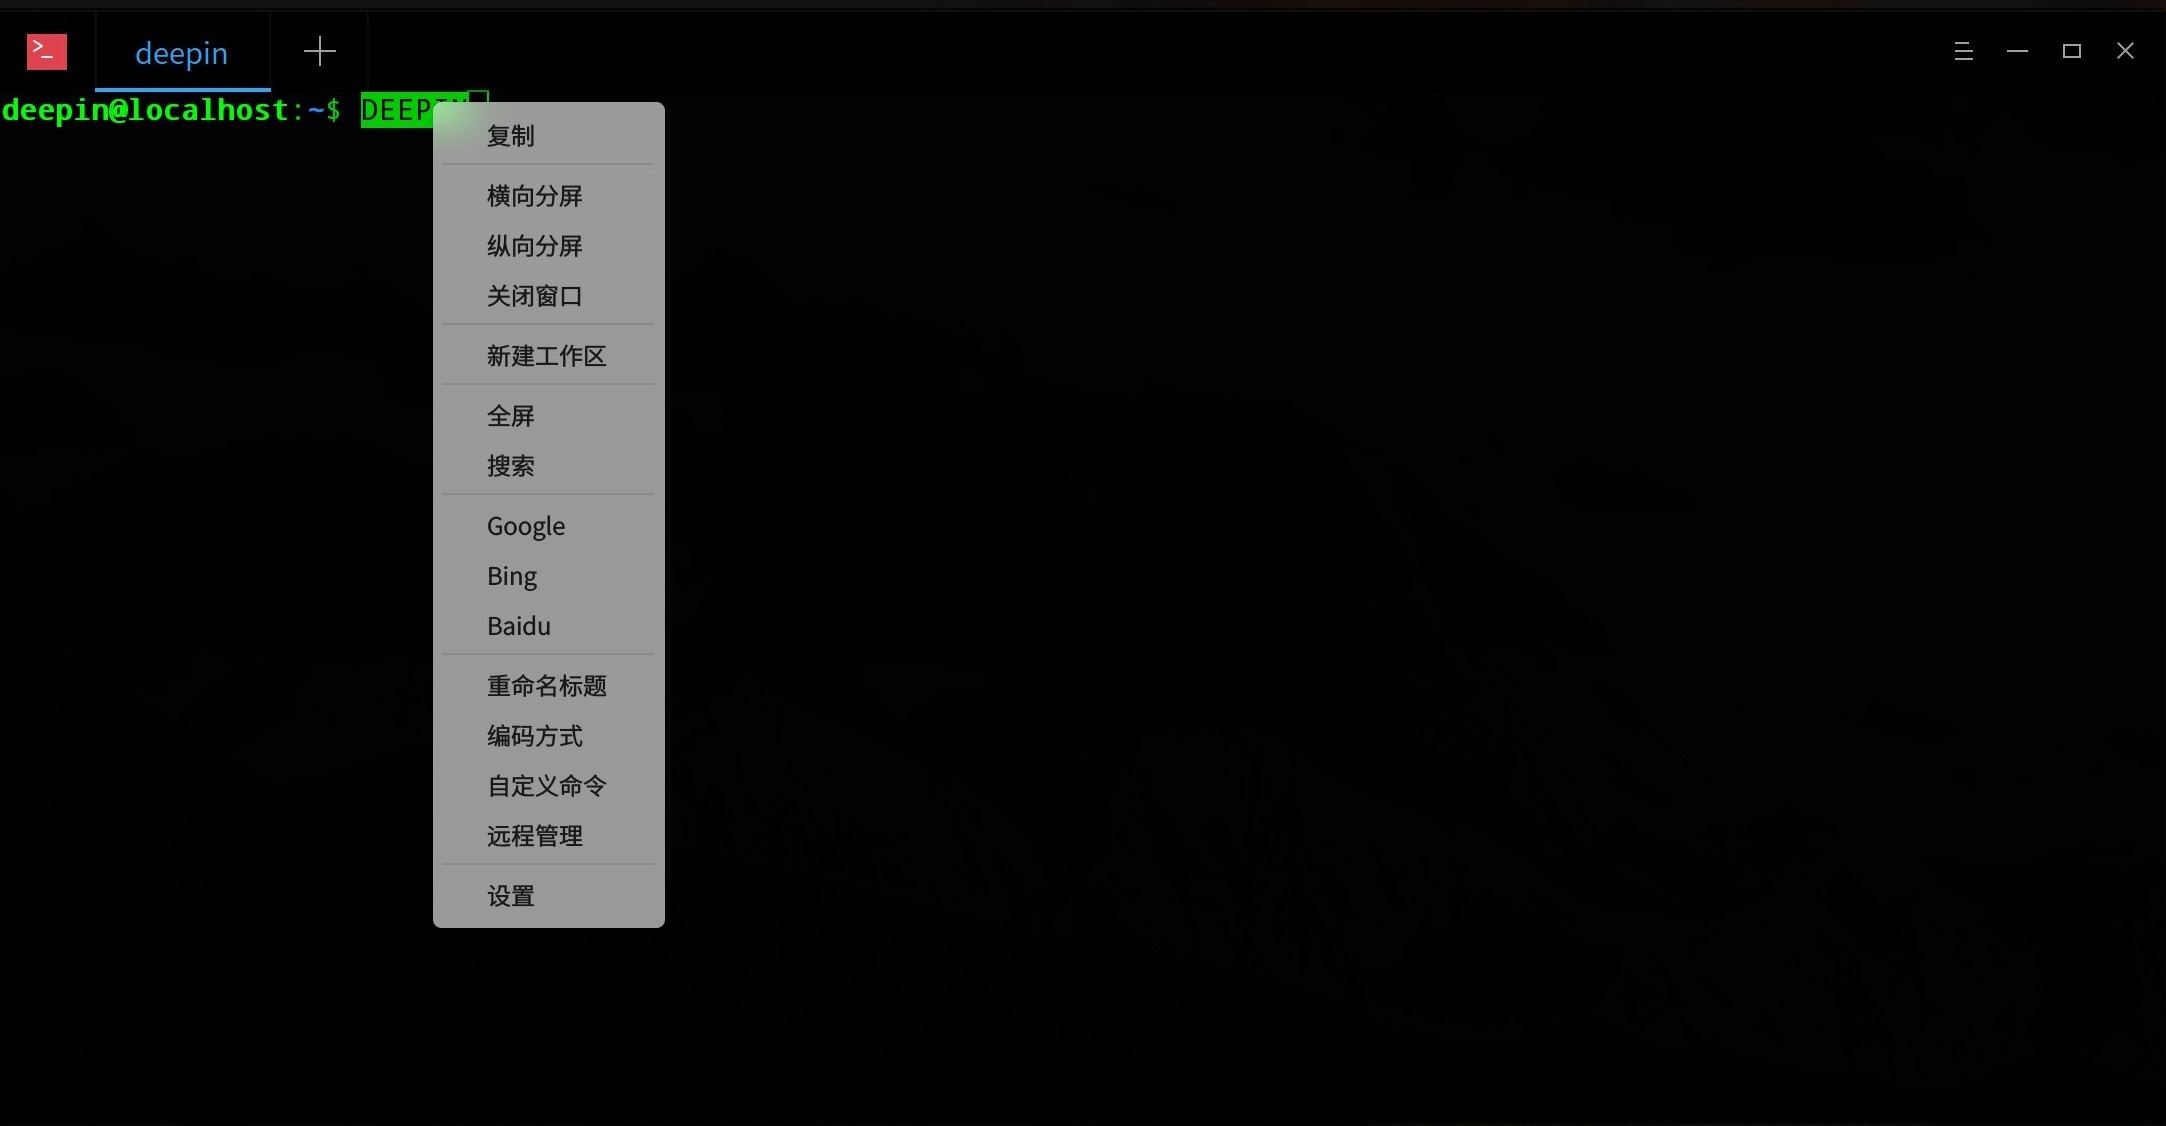 deepin
deepin@localhost:~$ DEEP
复制
横向分屏
纵向分屏
关闭窗口
新建工作区
全屏
搜索
Google
Bing
Baidu
重命名标题
编码方式
自定义命令
远程管理
设置